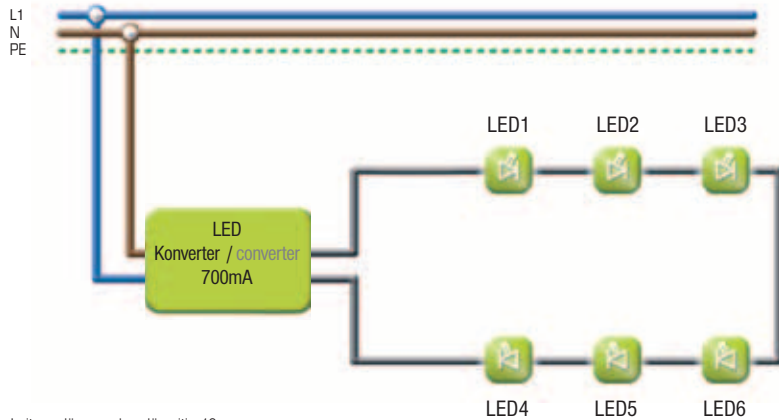 L1
N
PE
LED1 LED2 LED3
LED
Konverter / converter
700mA
LED4 LED5 LED6